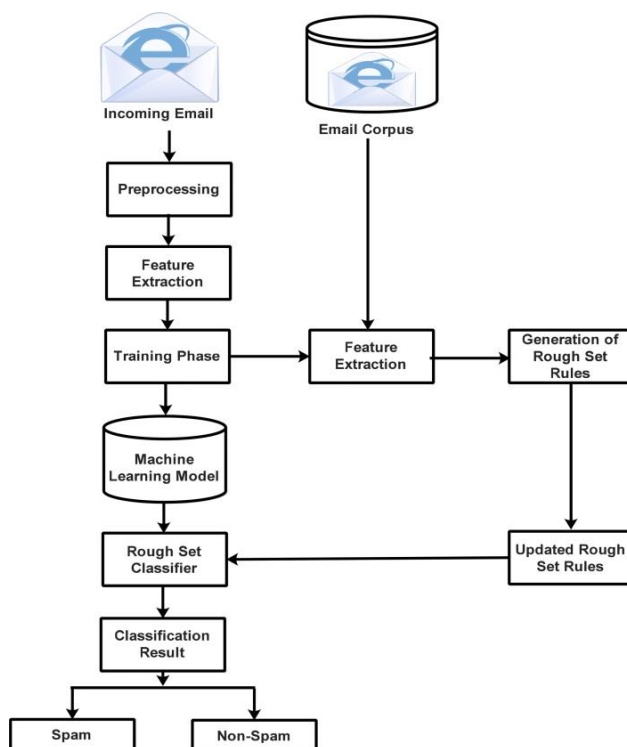 Incoming Email
Email Corpus
Preprocessing
Feature
Extraction
Training Phase
Feature
Extraction
Generation of
Rough Set
Rules
Machine
Learning Model
Rough Set
Classifier
Updated Rough
Set Rules
Classification
Result
Spam
Non-Spam